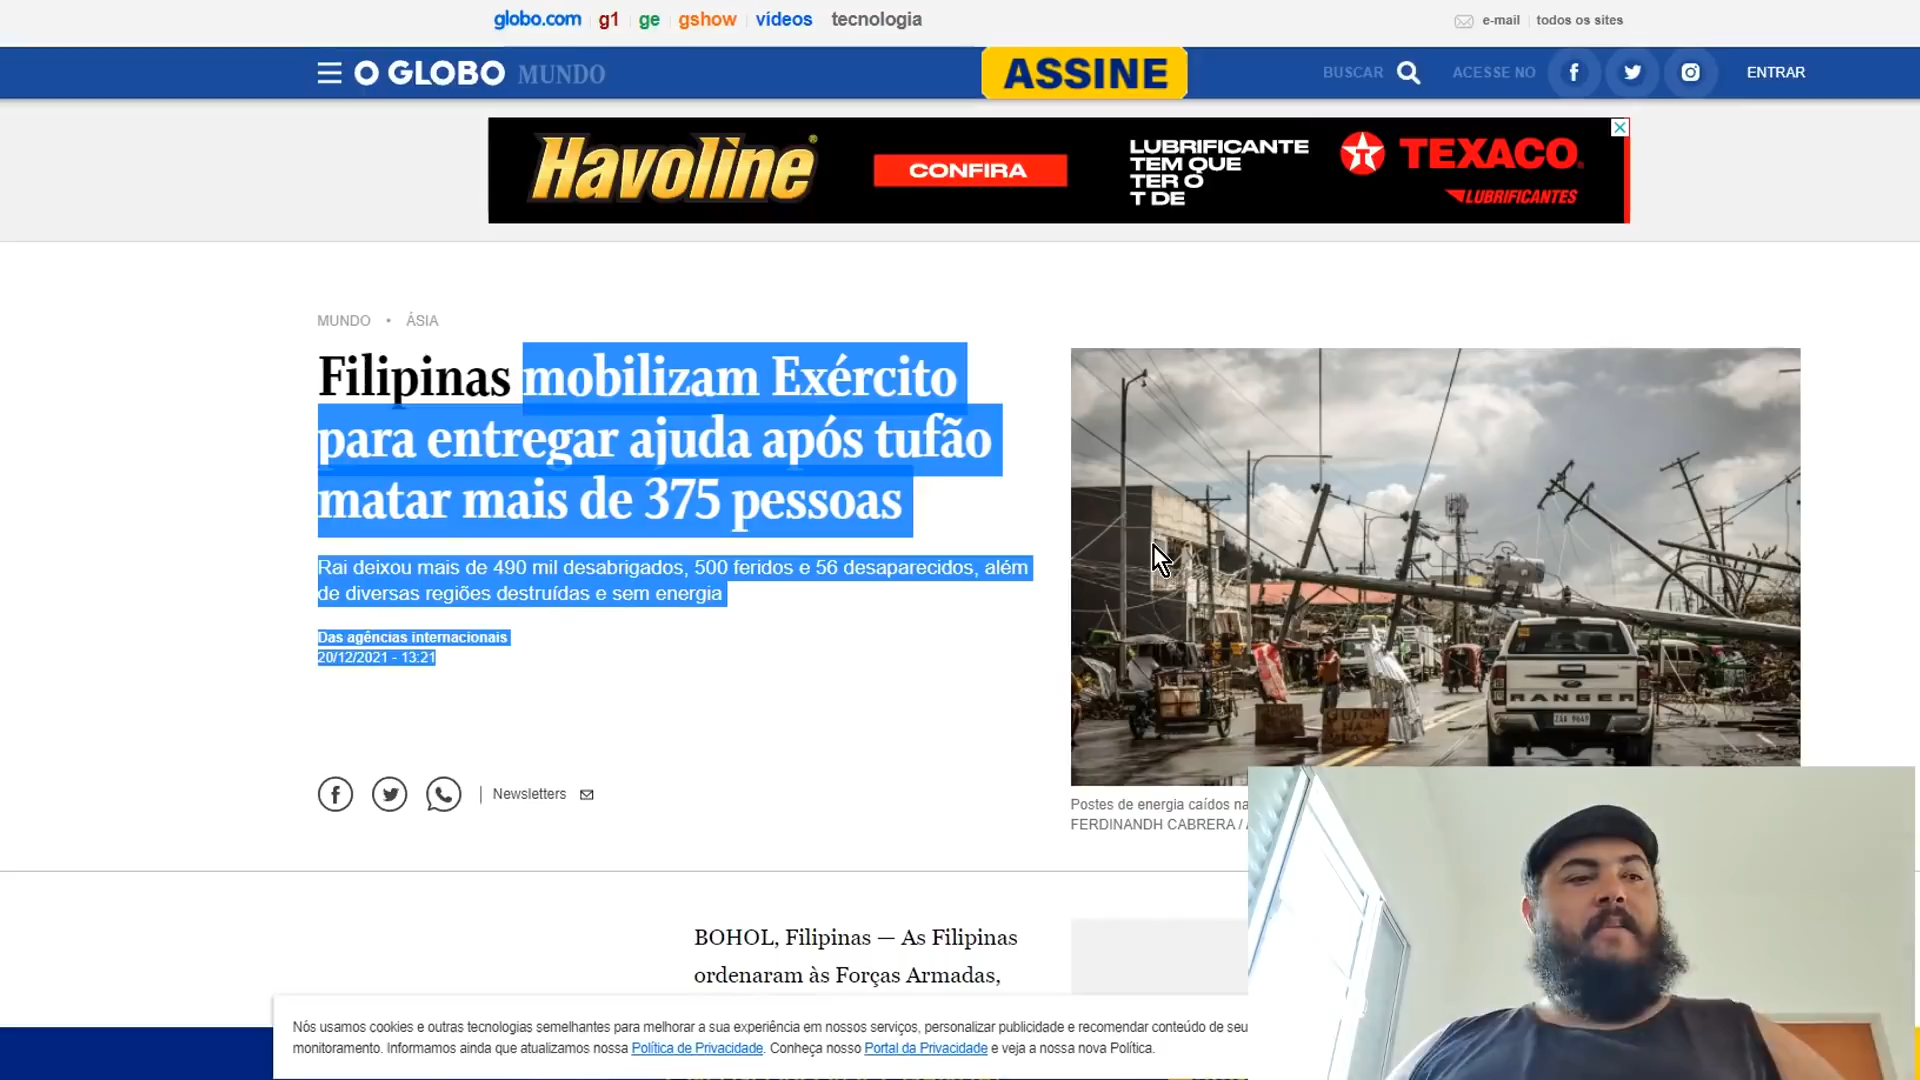 globo.com g1 ge gshow vídeos tecnologia
e-mail todos os sites
O GLOBO MUNDO
ASSINE
BUSCAR
ACESSE NO
ENTRAR
Havoline
CONFIRA
LUBRIFICANTE
TEM QUE
TER O
T DE
TEXACO
LUBRIFICANTES
MUNDO • ÁSIA
Filipinas mobilizam Exército
para entregar ajuda após tufão
matar mais de 375 pessoas
Rai deixou mais de 490 mil desabrigados, 500 feridos e 56 desaparecidos, além
de diversas regiões destruídas e sem energia
Das agências internacionais
20/12/2021 - 13:21
Newsletters
RANGER
Postes de energia caídos na
FERDINANDH CABRERA /
BOHOL, Filipinas — As Filipinas
ordenaram às Forças Armadas,
Nós usamos cookies e outras tecnologias semelhantes para melhorar a sua experiência em nossos serviços, personalizar publicidade e recomendar conteúdo de seu
monitoramento. Informamos ainda que atualizamos nossa Política de Privacidade. Conheça nosso Portal da Privacidade e veja a nossa nova Política.